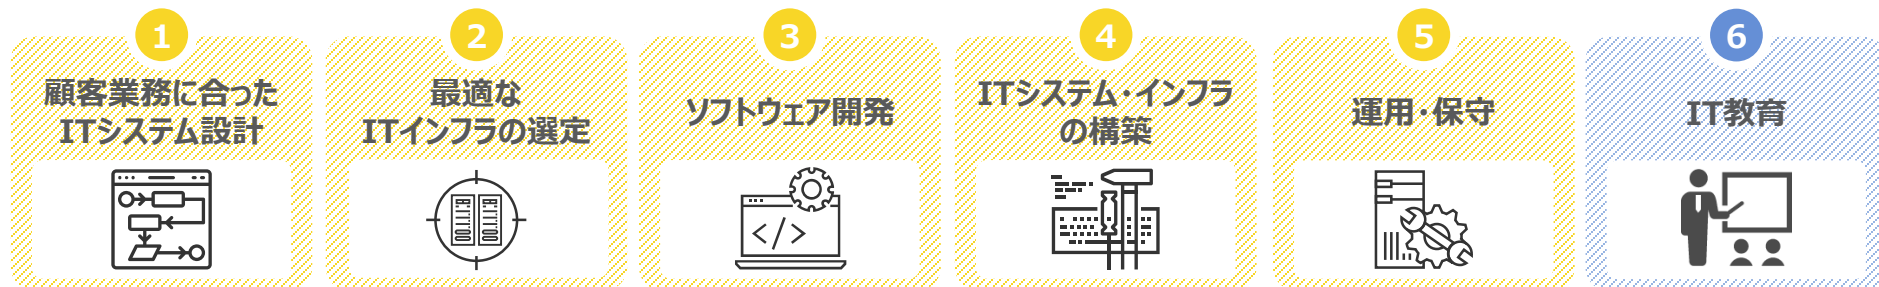 1
顧客業務に合った
ITシステム設計
2
最適な
ITインフラの選定
3
ソフトウェア開発
</>
4
ITシステム・インフラ
の構築
5
運用・保守
6
IT教育